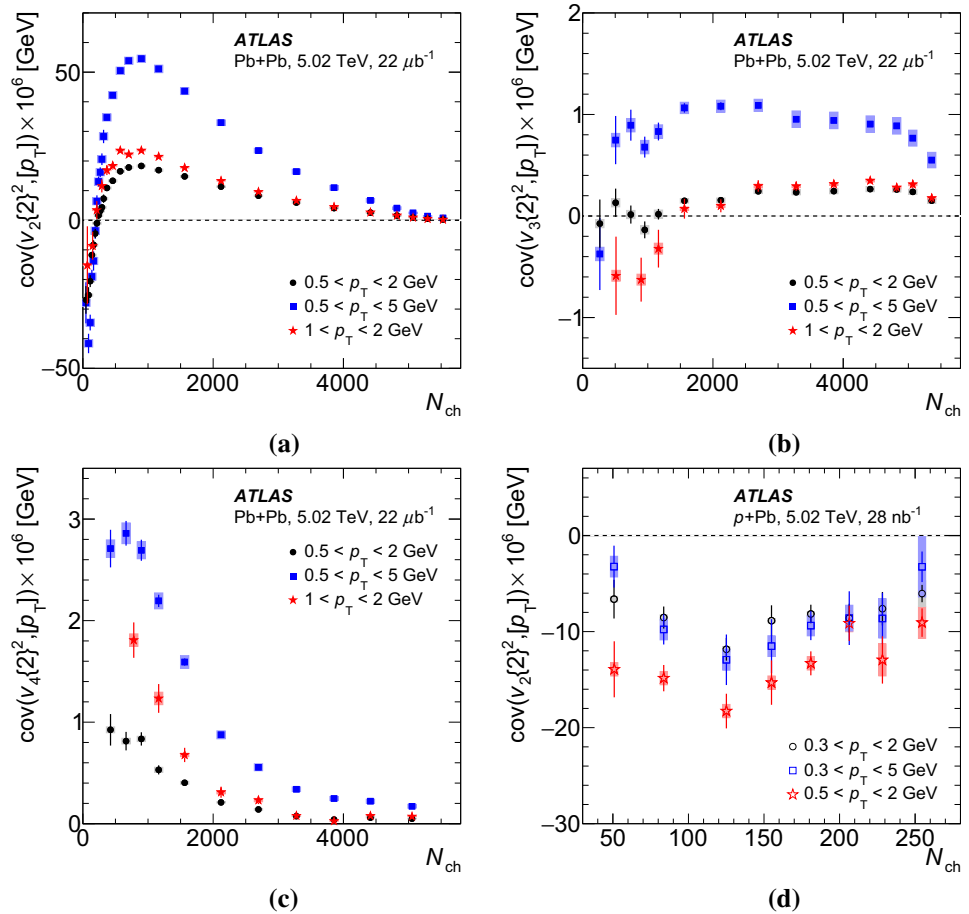 ATLAS
Pb+Pb, 5.02 TeV, 22 μb⁻¹
cov(v₂{2}²,[p_T])× 10⁶ [GeV]
50
0
−50
0.5 < p_T < 2 GeV
0.5 < p_T < 5 GeV
1 < p_T < 2 GeV
0 2000 4000
N_ch
(a)
ATLAS
Pb+Pb, 5.02 TeV, 22 μb⁻¹
cov(v₃{2}²,[p_T])× 10⁶ [GeV]
2
1
0
−1
0.5 < p_T < 2 GeV
0.5 < p_T < 5 GeV
1 < p_T < 2 GeV
0 2000 4000
N_ch
(b)
ATLAS
Pb+Pb, 5.02 TeV, 22 μb⁻¹
cov(v₄{2}²,[p_T])× 10⁶ [GeV]
3
2
1
0
0.5 < p_T < 2 GeV
0.5 < p_T < 5 GeV
1 < p_T < 2 GeV
0 2000 4000
N_ch
(c)
ATLAS
p+Pb, 5.02 TeV, 28 nb⁻¹
cov(v₂{2}²,[p_T])× 10⁶ [GeV]
0
−10
−20
−30
0.3 < p_T < 2 GeV
0.3 < p_T < 5 GeV
0.5 < p_T < 2 GeV
50 100 150 200 250
N_ch
(d)